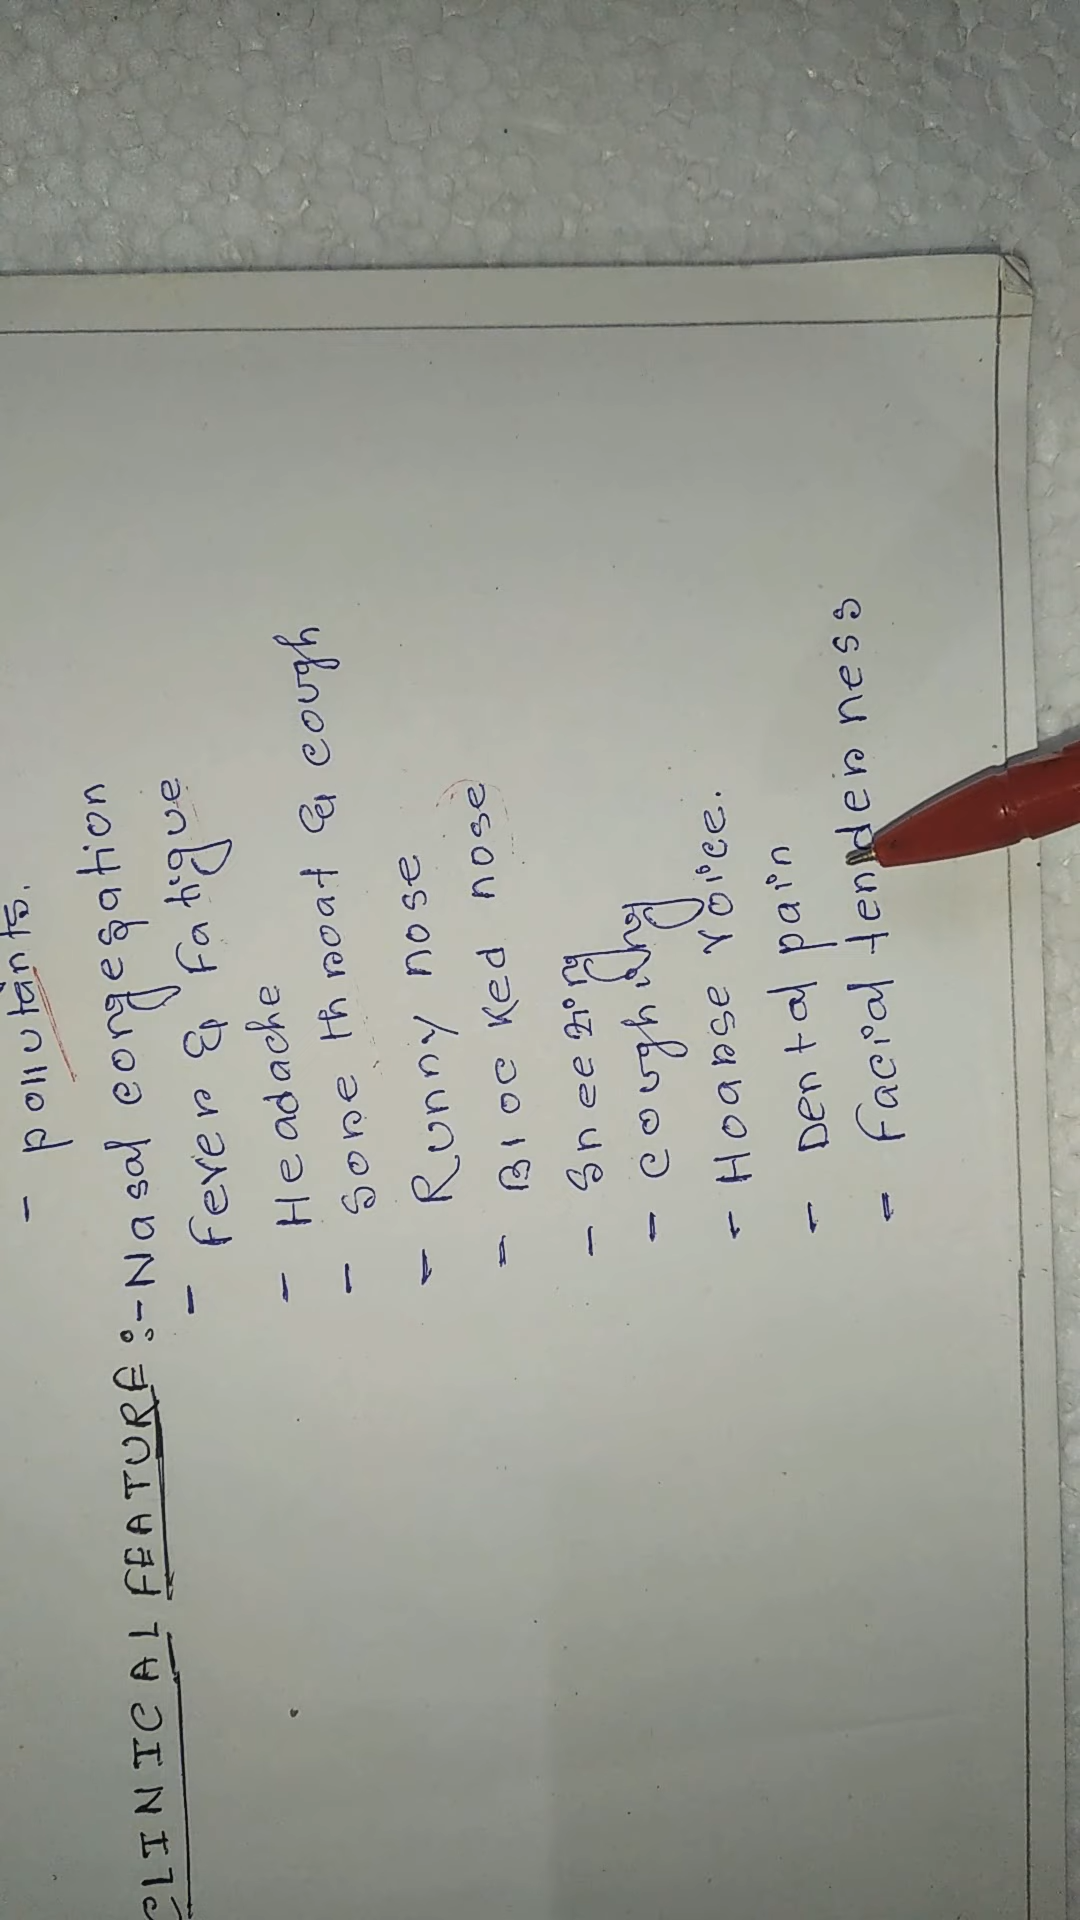 - pollutants.
CLINICAL FEATURE:- Nasal congesgation
- Fever & Fatigue
- Headache
- Sore throat & cough
- Runny nose
- Blocked nose
- Sneezing
- coughing
- Hoarse voice.
- Dental pain
- Facial tenderness